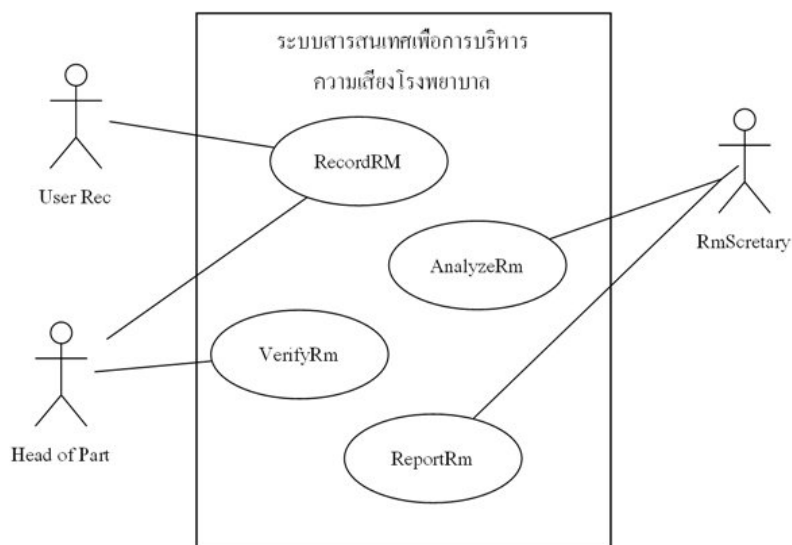 ระบบสารสนเทศเพื่อการบริหาร
ความเสี่ยงโรงพยาบาล
RecordRM
User Rec
AnalyzeRm
RmScretary
VerifyRm
Head of Part
ReportRm